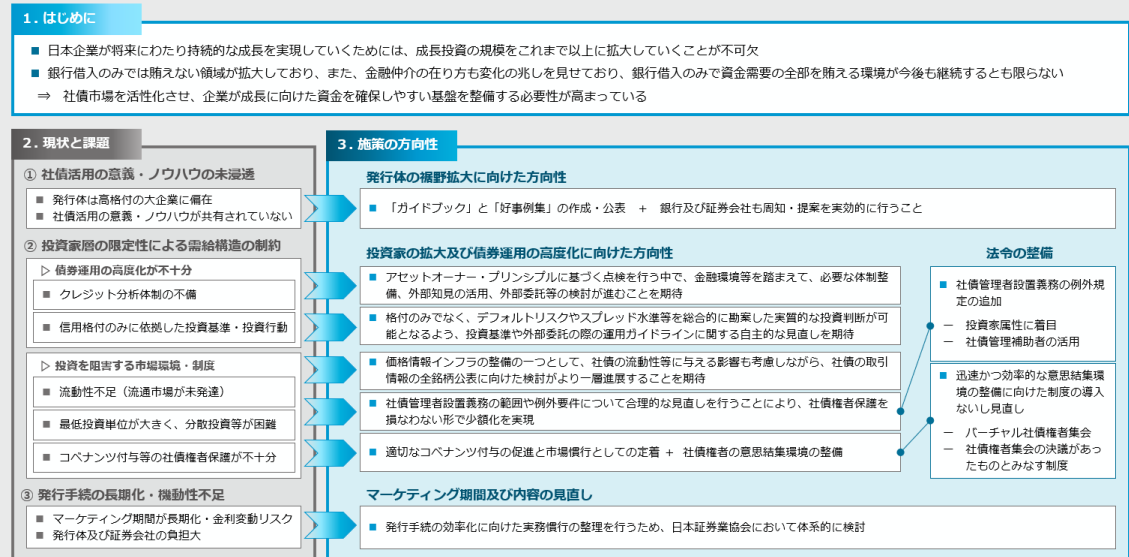 1. はじめに
■ 日本企業が将来にわたり持続的な成長を実現していくためには、成長投資の規模をこれまで以上に拡大していくことが不可欠
■ 銀行借入のみでは賄えない領域が拡大しており、また、金融仲介の在り方も変化の兆しを見せており、銀行借入のみで資金需要の全部を賄える環境が今後も継続するとも限らない
⇒ 社債市場を活性化させ、企業が成長に向けた資金を確保しやすい基盤を整備する必要性が高まっている
2. 現状と課題
① 社債活用の意義・ノウハウの未浸透
■ 発行体は高格付の大企業に偏在
■ 社債活用の意義・ノウハウが共有されていない
② 投資家層の限定性による需給構造の制約
▷ 債券運用の高度化が不十分
■ クレジット分析体制の不備
■ 信用格付のみに依拠した投資基準・投資行動
▷ 投資を阻害する市場環境・制度
■ 流動性不足（流通市場が未発達）
■ 最低投資単位が大きく、分散投資等が困難
■ コベナンツ付与等の社債権者保護が不十分
③ 発行手続の長期化・機動性不足
■ マーケティング期間が長期化・金利変動リスク
■ 発行体及び証券会社の負担大
3. 施策の方向性
発行体の裾野拡大に向けた方向性
■ 「ガイドブック」と「好事例集」の作成・公表 ＋ 銀行及び証券会社も周知・提案を実効的に行うこと
投資家の拡大及び債券運用の高度化に向けた方向性
■ アセットオーナー・プリンシプルに基づく点検を行う中で、金融環境等を踏まえて、必要な体制整
備、外部知見の活用、外部委託等の検討が進むことを期待
■ 格付のみでなく、デフォルトリスクやスプレッド水準等を総合的に勘案した実質的な投資判断が可
能となるよう、投資基準や外部委託の際の運用ガイドラインに関する自主的な見直しを期待
■ 価格情報インフラの整備の一つとして、社債の流動性等に与える影響も考慮しながら、社債の取引
情報の全銘柄公表に向けた検討がより一層進展することを期待
■ 社債管理者設置義務の範囲や例外要件について合理的な見直しを行うことにより、社債権者保護を
損なわない形で少額化を実現
■ 適切なコベナンツ付与の促進と市場慣行としての定着 ＋ 社債権者の意思結集環境の整備
マーケティング期間及び内容の見直し
■ 発行手続の効率化に向けた実務慣行の整理を行うため、日本証券業協会において体系的に検討
法令の整備
■ 社債管理者設置義務の例外規
定の追加
― 投資家属性に着目
― 社債管理補助者の活用
■ 迅速かつ効率的な意思結集環
境の整備に向けた制度の導入
ないし見直し
― バーチャル社債権者集会
― 社債権者集会の決議があっ
たものとみなす制度